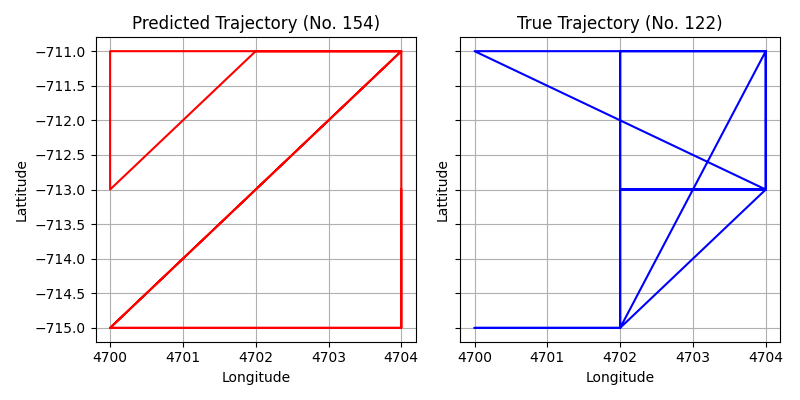 Predicted Trajectory (No. 154)
True Trajectory (No. 122)
−711.0
−711.5
−712.0
−712.5
−713.0
−713.5
−714.0
−714.5
−715.0
Lattitude
Lattitude
4700 4701 4702 4703 4704
4700 4701 4702 4703 4704
Longitude
Longitude